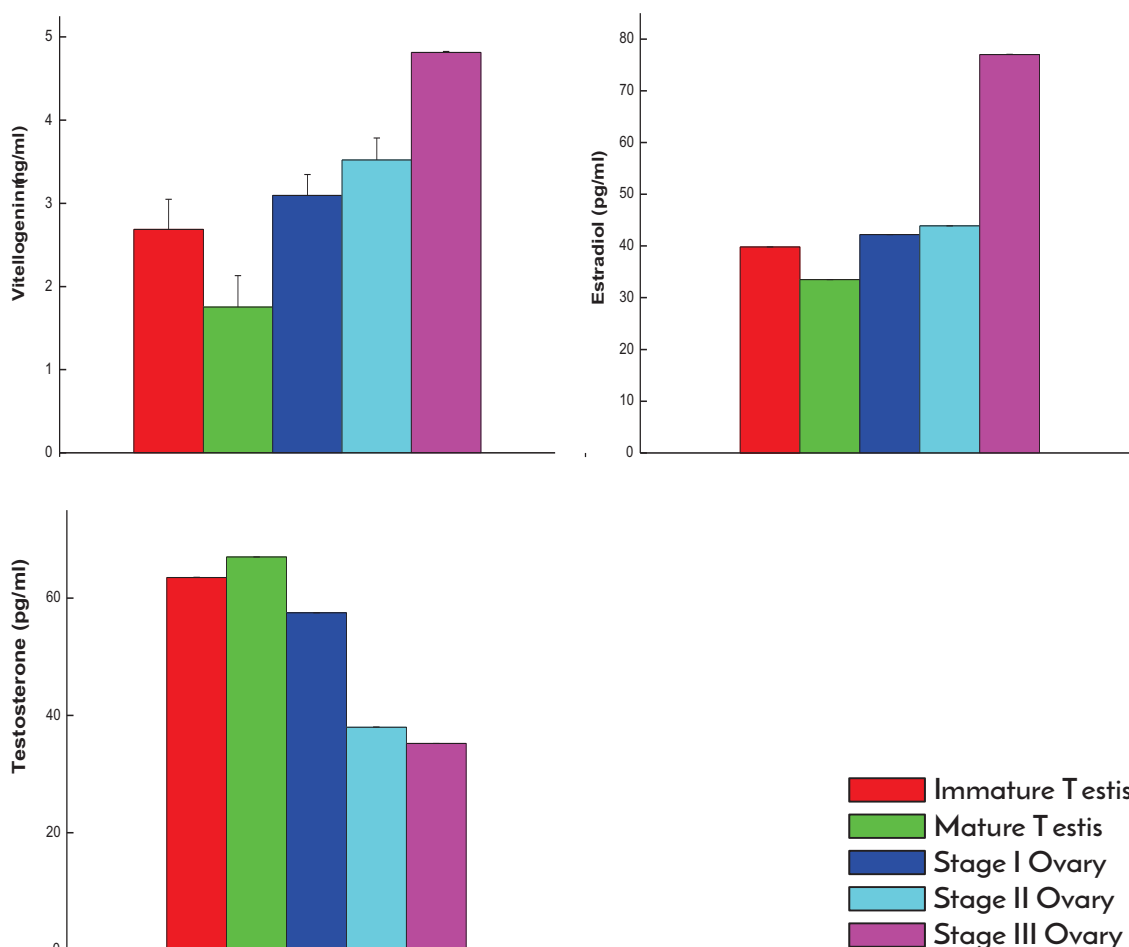 5
4
3
2
1
0
Vitellogenin(ng/ml)
80
70
60
50
40
30
20
10
0
Estradiol (pg/ml)
60
40
20
0
Testosterone (pg/ml)
Immature Testis
Mature Testis
Stage I Ovary
Stage II Ovary
Stage III Ovary